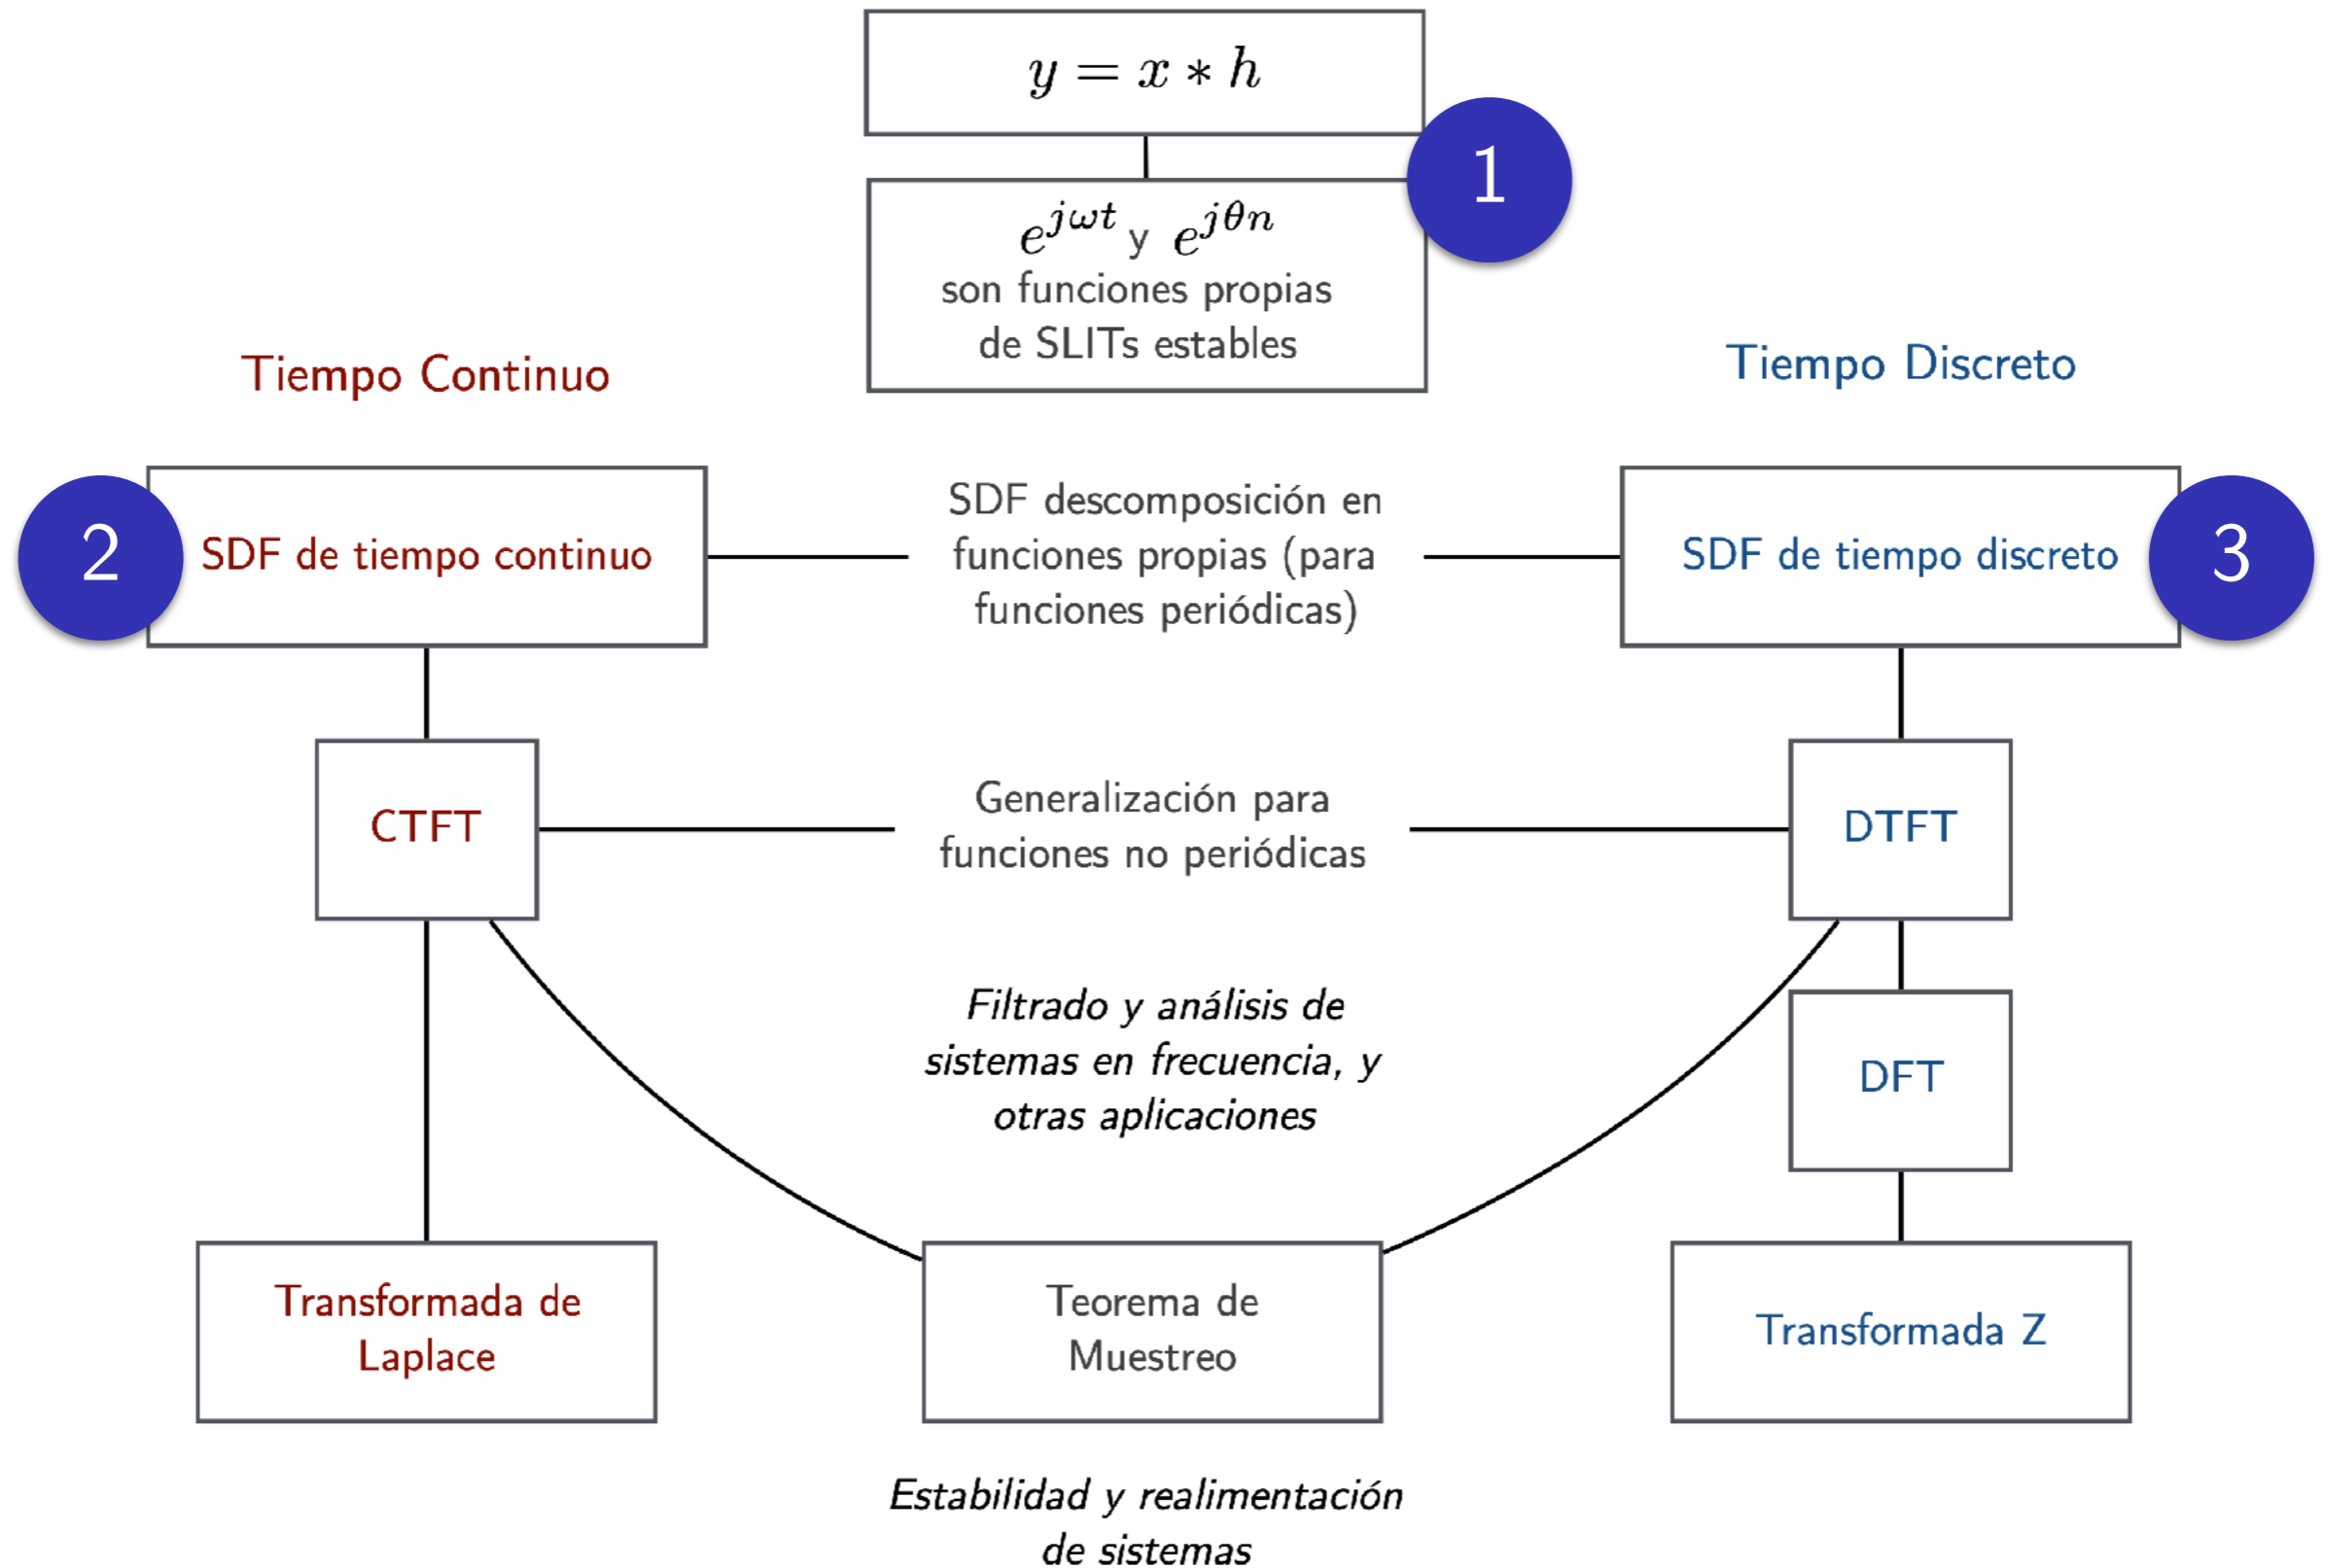 y = x * h
1
e^{jωt} y e^{jθn}
son funciones propias
de SLITs estables
Tiempo Continuo
Tiempo Discreto
2
SDF de tiempo continuo
SDF descomposición en
funciones propias (para
funciones periódicas)
SDF de tiempo discreto
3
CTFT
Generalización para
funciones no periódicas
DTFT
Filtrado y análisis de
sistemas en frecuencia, y
otras aplicaciones
DFT
Transformada de
Laplace
Teorema de
Muestreo
Transformada Z
Estabilidad y realimentación
de sistemas